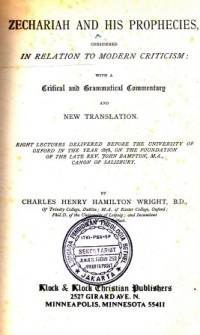 ZECHARIAH AND HIS PROPHECIES,
CONSIDERED
IN RELATION TO MODERN CRITICISM:
WITH A
Critical and Grammatical Commentary
AND
NEW TRANSLATION.
EIGHT LECTURES DELIVERED BEFORE THE UNIVERSITY OF
OXFORD IN THE YEAR 1878, ON THE FOUNDATION
OF THE LATE REV. JOHN BAMPTON, M.A.,
CANON OF SALISBURY.
BY
CHARLES HENRY HAMILTON WRIGHT, B.D.,
Of Trinity College, Dublin; M.A. of Exeter College, Oxford;
Phil.D. of the University of Leipzig; and Incumbent
SEKRETARIAT
JAKARTA
Klock & Klock Christian Publishers
2527 GIRARD AVE. N.
MINNEAPOLIS, MINNESOTA 55411